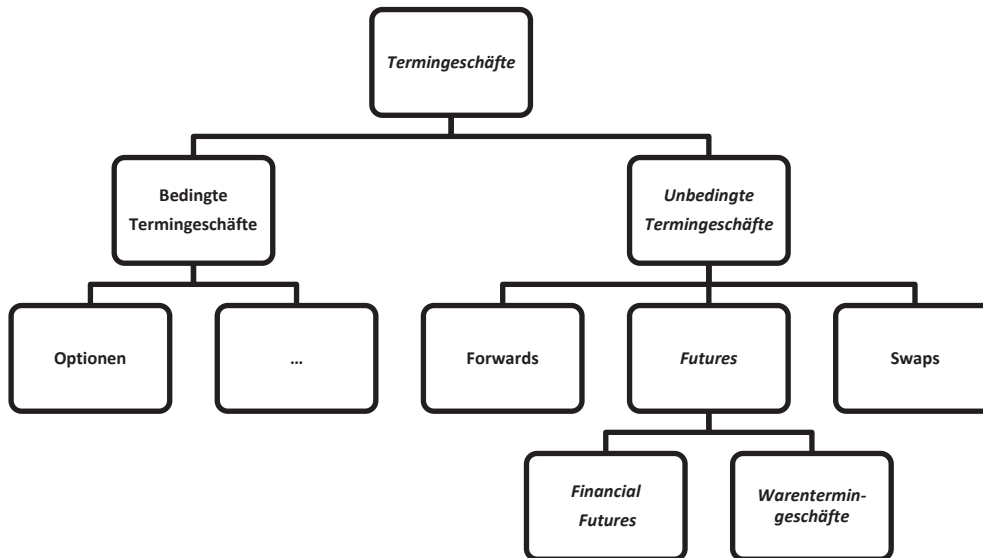 Termingeschäfte
Bedingte
Termingeschäfte
Unbedingte
Termingeschäfte
Optionen
...
Forwards
Futures
Swaps
Financial
Futures
Warentermin-
geschäfte